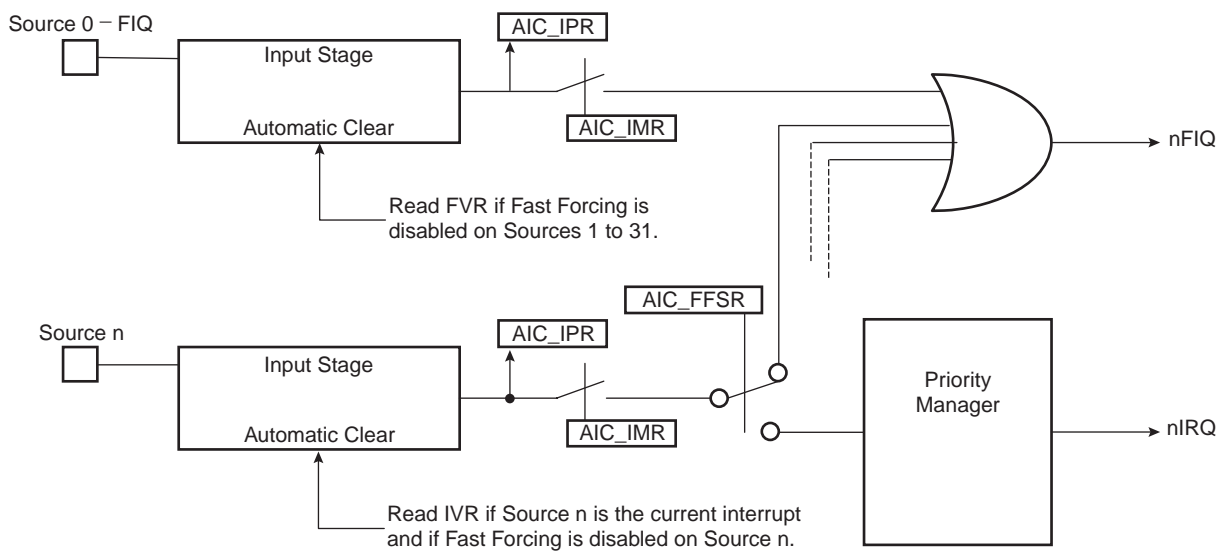 Source 0 – FIQ
AIC_IPR
Input Stage
Automatic Clear
AIC_IMR
nFIQ
Read FVR if Fast Forcing is
disabled on Sources 1 to 31.
AIC_FFSR
Source n
AIC_IPR
Input Stage
Priority
Manager
Automatic Clear
AIC_IMR
nIRQ
Read IVR if Source n is the current interrupt
and if Fast Forcing is disabled on Source n.